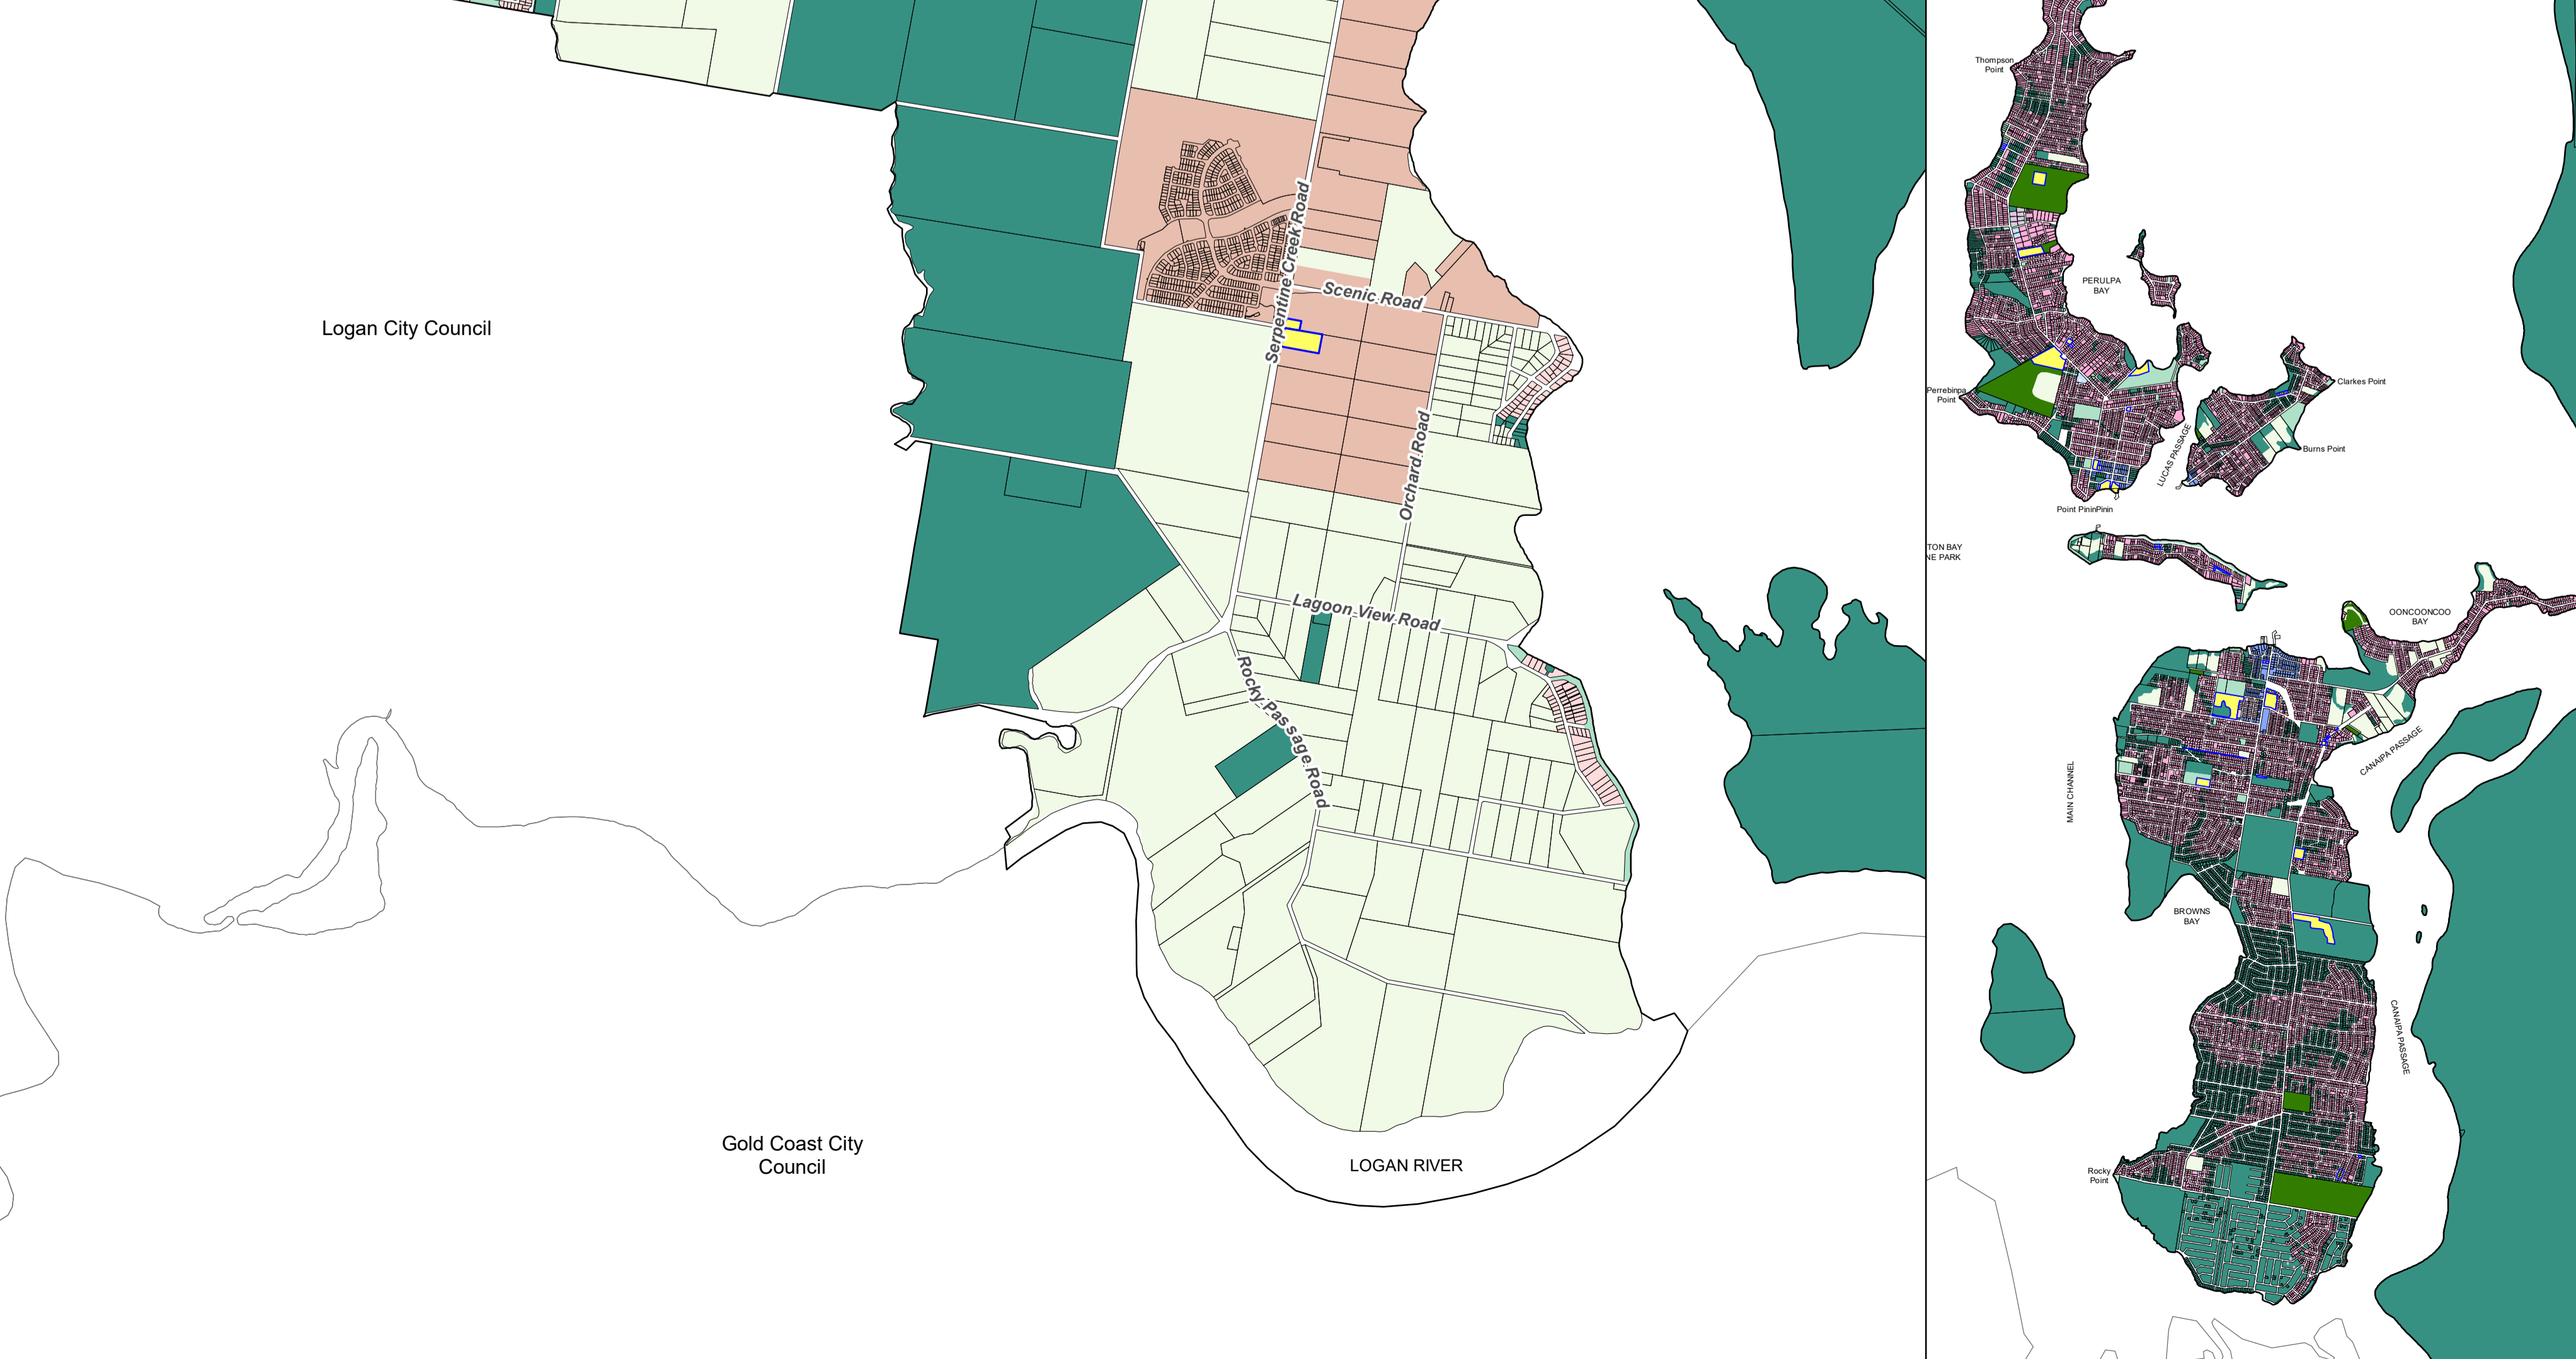 Logan City Council
Serpentine Creek Road
Scenic Road
Orchard Road
Lagoon View Road
Rocky Passage Road
Gold Coast City
Council
LOGAN RIVER
Thompson
Point
PERULPA
BAY
Perrebinpa
Point
Clarkes Point
LUCAS PASSAGE
Burns Point
Point PininPinin
TON BAY
NE PARK
OONCOONCOO
BAY
CANAIPA PASSAGE
MAIN CHANNEL
BROWNS
BAY
CANAIPA PASSAGE
Rocky
Point